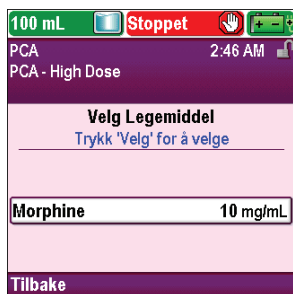 100 mL Stoppet
PCA 2:46 AM
PCA - High Dose
Velg Legemiddel
Trykk 'Velg' for å velge
Morphine 10 mg/mL
Tilbake